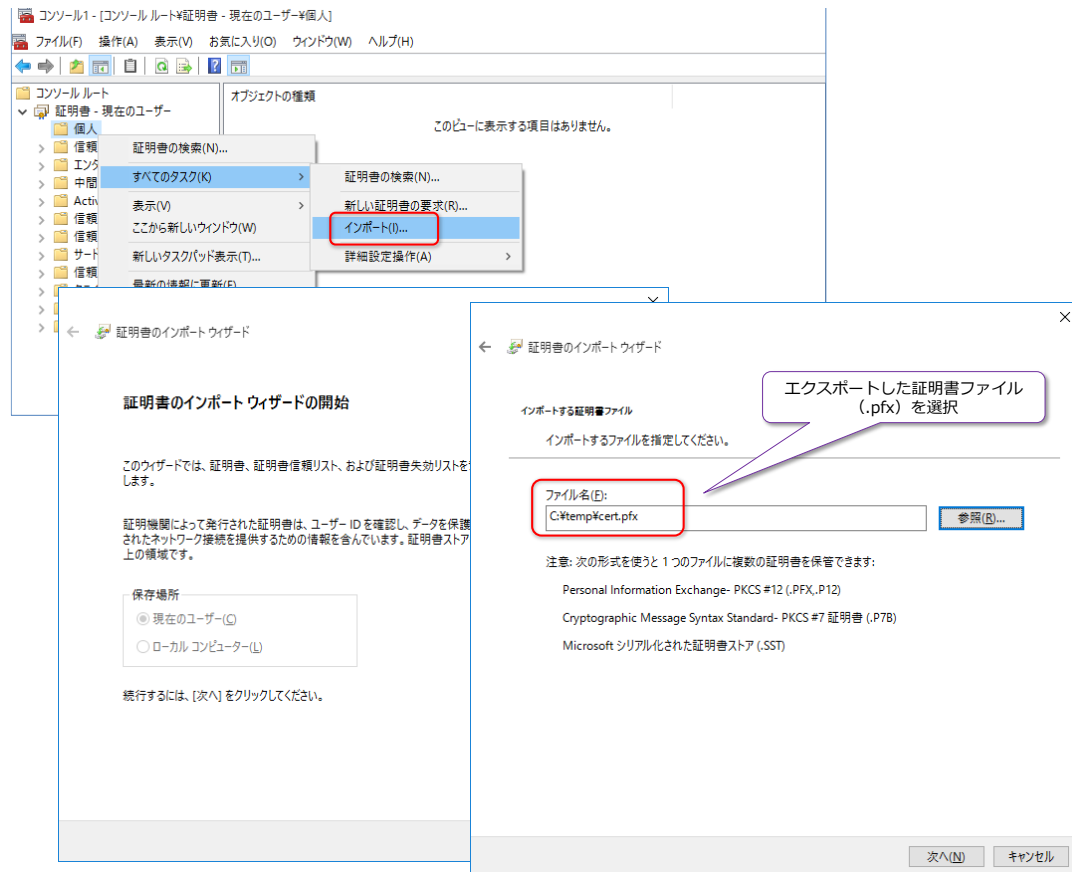 コンソール1 - [コンソール ルート¥証明書 - 現在のユーザー¥個人]
ファイル(F) 操作(A) 表示(V) お気に入り(O) ウィンドウ(W) ヘルプ(H)
コンソール ルート
証明書 - 現在のユーザー
個人
信頼
エンタ
中間
Activ
信頼
信頼
サード
信頼
オブジェクトの種類
このビューに表示する項目はありません。
証明書の検索(N)...
すべてのタスク(K)
表示(V)
ここから新しいウィンドウ(W)
新しいタスクパッド表示(T)...
最新の情報に更新(F)
証明書の検索(N)...
新しい証明書の要求(R)...
インポート(I)...
詳細設定操作(A)
証明書のインポート ウィザード
証明書のインポート ウィザードの開始
このウィザードでは、証明書、証明書信頼リスト、および証明書失効リストを
します。
証明機関によって発行された証明書は、ユーザー ID を確認し、データを保護
されたネットワーク接続を提供するための情報を含んでいます。証明書ストア
上の領域です。
保存場所
現在のユーザー(C)
ローカル コンピューター(L)
続行するには、[次へ] をクリックしてください。
証明書のインポート ウィザード
エクスポートした証明書ファイル
（.pfx）を選択
インポートする証明書ファイル
インポートするファイルを指定してください。
ファイル名(F):
C:¥temp¥cert.pfx
参照(R)...
注意: 次の形式を使うと 1 つのファイルに複数の証明書を保管できます:
Personal Information Exchange- PKCS #12 (.PFX,.P12)
Cryptographic Message Syntax Standard- PKCS #7 証明書 (.P7B)
Microsoft シリアル化された証明書ストア (.SST)
次へ(N) キャンセル